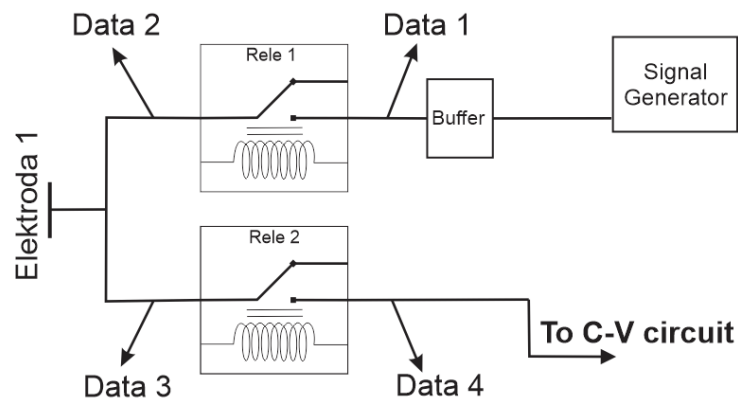 Data 2
Rele 1
Data 1
Signal
Generator
Buffer
Elektroda 1
Rele 2
To C-V circuit
Data 3
Data 4